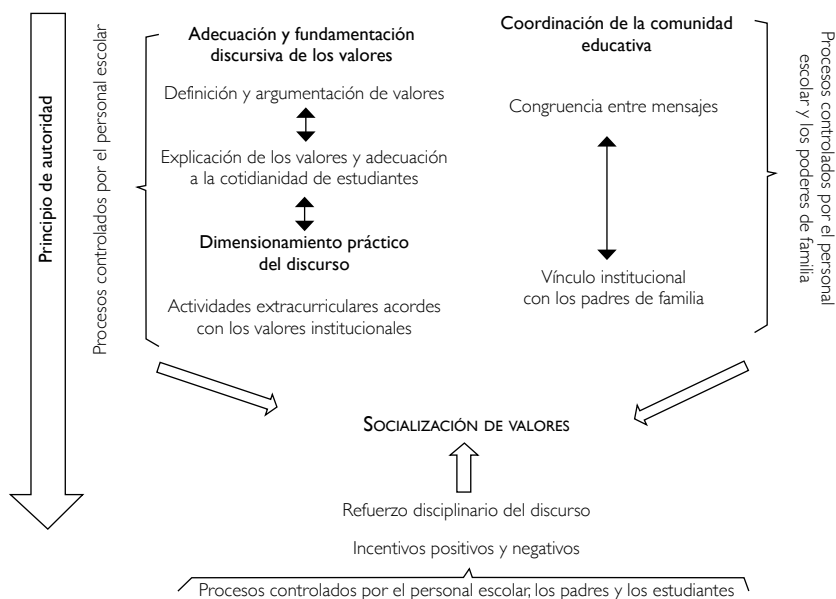 Principio de autoridad
Procesos controlados por el personal escolar
Adecuación y fundamentación
discursiva de los valores
Definición y argumentación de valores
Explicación de los valores y adecuación
a la cotidianidad de estudiantes
Dimensionamiento práctico
del discurso
Actividades extracurriculares acordes
con los valores institucionales
Coordinación de la comunidad
educativa
Congruencia entre mensajes
Vínculo institucional
con los padres de familia
Procesos controlados por el personal
escolar y los poderes de familia
SOCIALIZACIÓN DE VALORES
Refuerzo disciplinario del discurso
Incentivos positivos y negativos
Procesos controlados por el personal escolar, los padres y los estudiantes